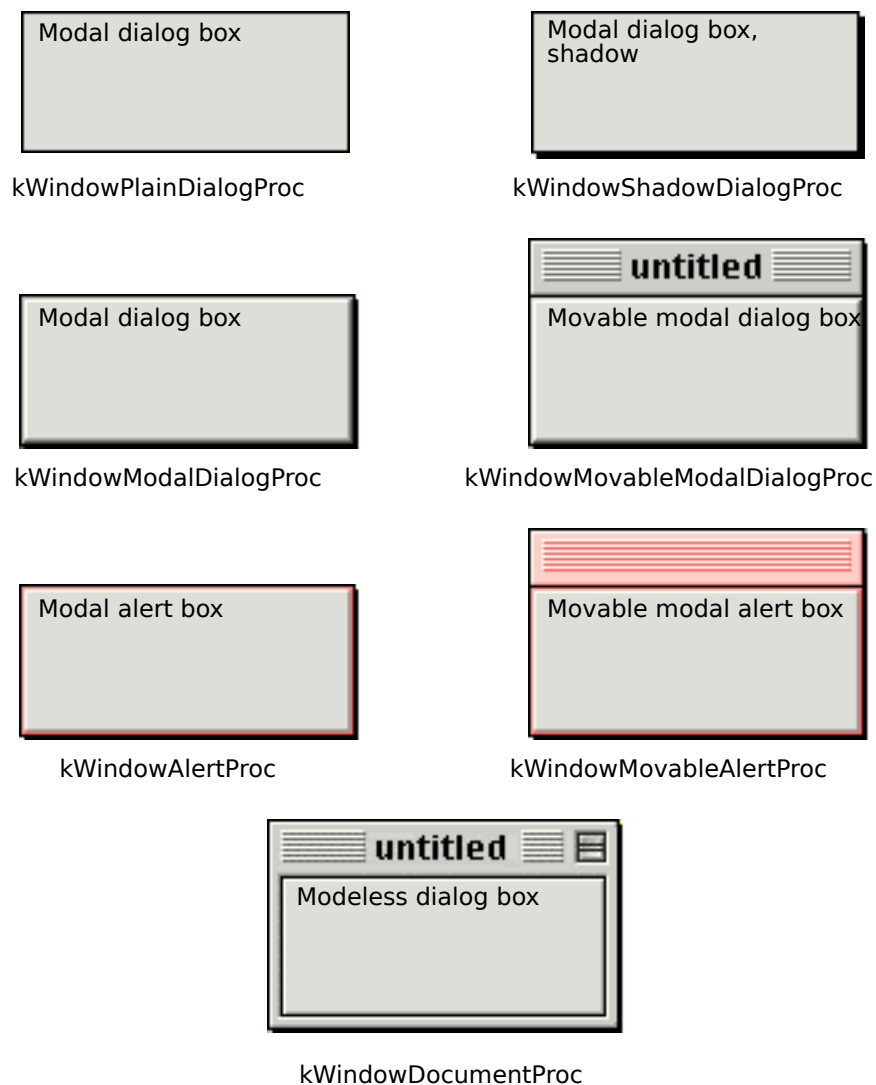 Modal dialog box
Modal dialog box,
shadow
kWindowPlainDialogProc
kWindowShadowDialogProc
Modal dialog box
untitled
Movable modal dialog box
kWindowModalDialogProc
kWindowMovableModalDialogProc
Modal alert box
Movable modal alert box
kWindowAlertProc
kWindowMovableAlertProc
untitled
Modeless dialog box
kWindowDocumentProc